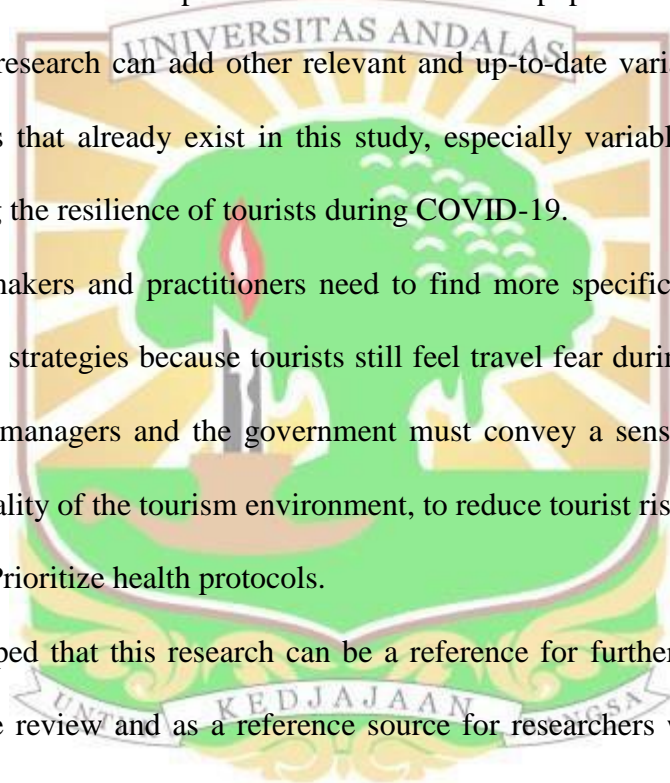 UNIVERSITAS ANDALAS
research can add other relevant and up-to-date vari
s that already exist in this study, especially variabl
g the resilience of tourists during COVID-19.
nakers and practitioners need to find more specific
strategies because tourists still feel travel fear durin
managers and the government must convey a sens
ality of the tourism environment, to reduce tourist ris
Prioritize health protocols.
ped that this research can be a reference for further
KEDJAJAAN
e review and as a reference source for researchers v